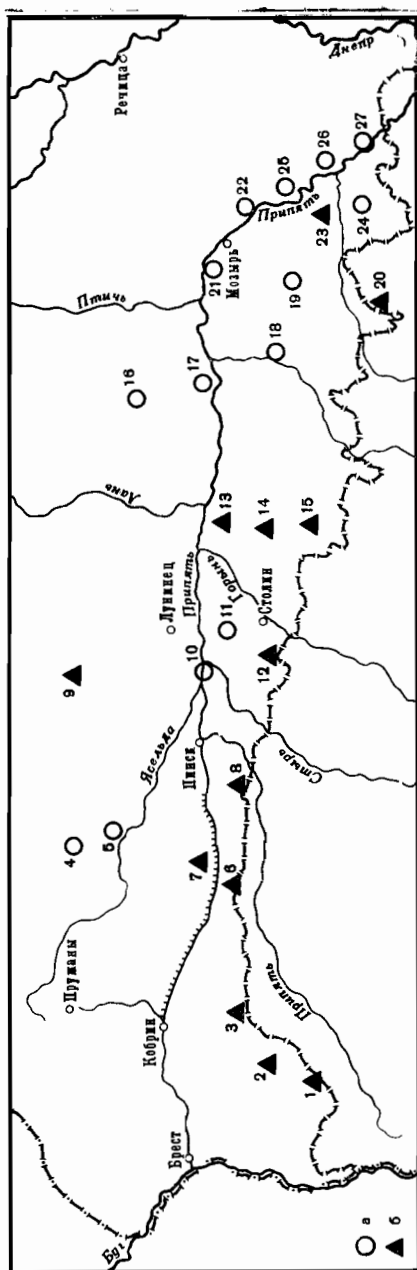 Речица
Днепр
Птичь
Мозырь
Припять
Лань
Лунинец
Припять
Горынь
Столин
Ясельда
Пинск
Стырь
Пружаны
Кобрин
Припять
Брест
Буг
1
2
3
4
5
6
7
8
9
10
11
12
13
14
15
16
17
18
19
20
21
22
23
24
25
26
27
а
б